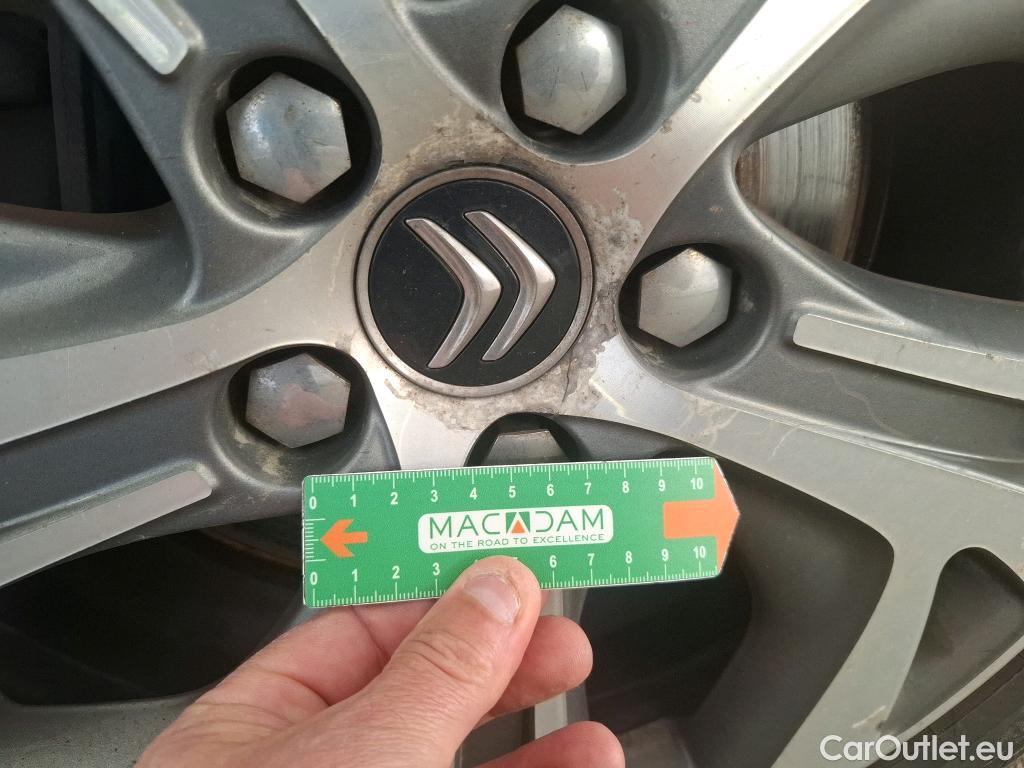 0 1 2 3 4 5 6 7 8 9 10
MACADAM
ON THE ROAD TO EXCELLENCE
0 1 2 3 6 7 8 9 10
CarOutlet.eu